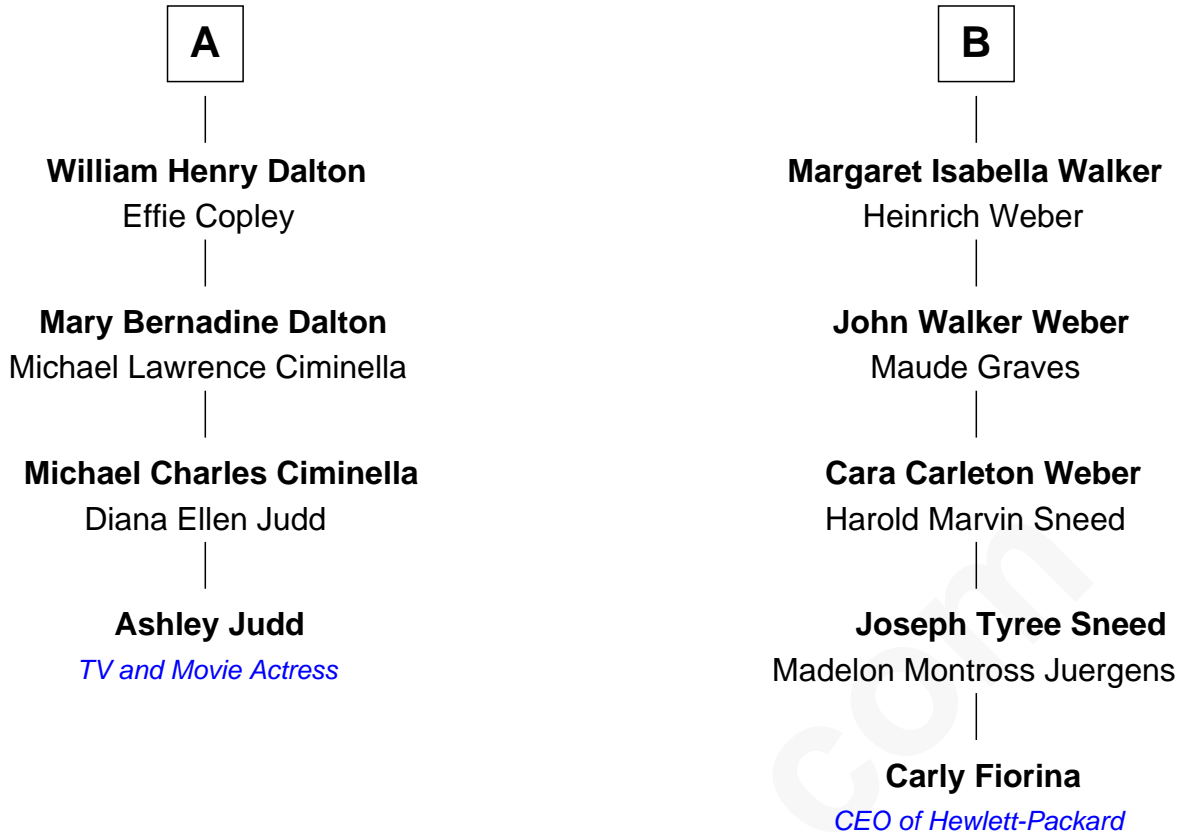 A
William Henry Dalton
Effie Copley
Mary Bernadine Dalton
Michael Lawrence Ciminella
Michael Charles Ciminella
Diana Ellen Judd
Ashley Judd
TV and Movie Actress
B
Margaret Isabella Walker
Heinrich Weber
John Walker Weber
Maude Graves
Cara Carleton Weber
Harold Marvin Sneed
Joseph Tyree Sneed
Madelon Montross Juergens
Carly Fiorina
CEO of Hewlett-Packard
com